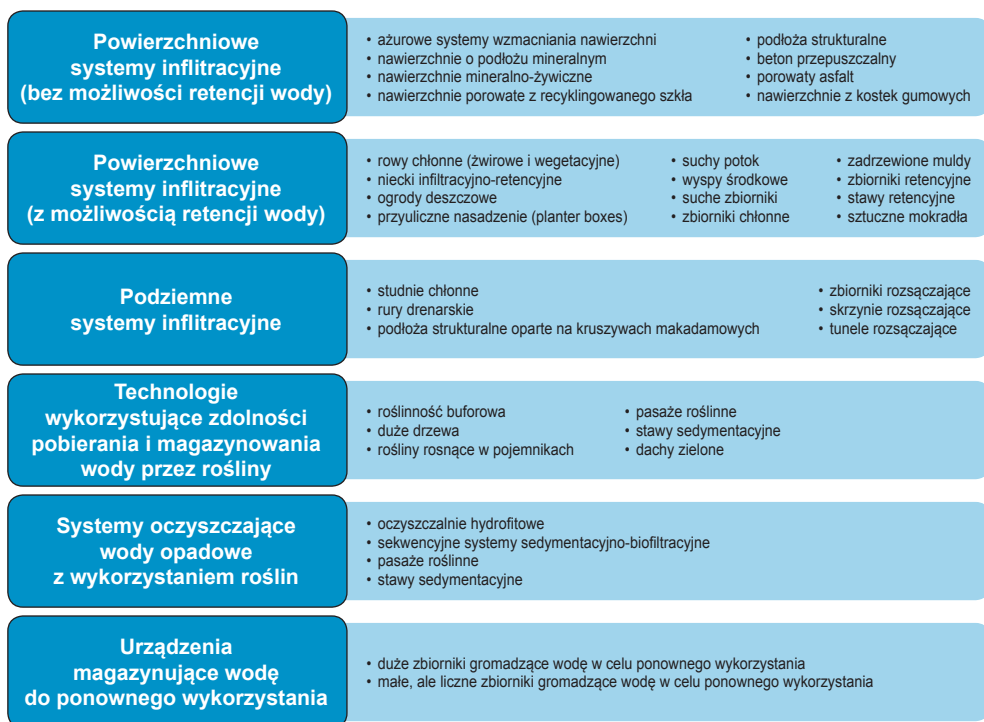 Powierzchniowe
systemy inflitracyjne
(bez możliwości retencji wody)
• ażurowe systemy wzmacniania nawierzchni
• nawierzchnie o podłożu mineralnym
• nawierzchnie mineralno-żywiczne
• nawierzchnie porowate z recyklingowanego szkła
• podłoża strukturalne
• beton przepuszczalny
• porowaty asfalt
• nawierzchnie z kostek gumowych
Powierzchniowe
systemy inflitracyjne
(z możliwością retencji wody)
• rowy chłonne (żwirowe i wegetacyjne)
• niecki infiltracyjno-retencyjne
• ogrody deszczowe
• przyuliczne nasadzenie (planter boxes)
• suchy potok
• wyspy środkowe
• suche zbiorniki
• zbiorniki chłonne
• zadrzewione muldy
• zbiorniki retencyjne
• stawy retencyjne
• sztuczne mokradła
Podziemne
systemy inflitracyjne
• studnie chłonne
• rury drenarskie
• podłoża strukturalne oparte na kruszywach makadamowych
• zbiorniki rozsączające
• skrzynie rozsączające
• tunele rozsączające
Technologie
wykorzystujące zdolności
pobierania i magazynowania
wody przez rośliny
• roślinność buforowa
• duże drzewa
• rośliny rosnące w pojemnikach
• pasaże roślinne
• stawy sedymentacyjne
• dachy zielone
Systemy oczyszczające
wody opadowe
z wykorzystaniem roślin
• oczyszczalnie hydrofitowe
• sekwencyjne systemy sedymentacyjno-biofiltracyjne
• pasaże roślinne
• stawy sedymentacyjne
Urządzenia
magazynujące wodę
do ponownego wykorzystania
• duże zbiorniki gromadzące wodę w celu ponownego wykorzystania
• małe, ale liczne zbiorniki gromadzące wodę w celu ponownego wykorzystania